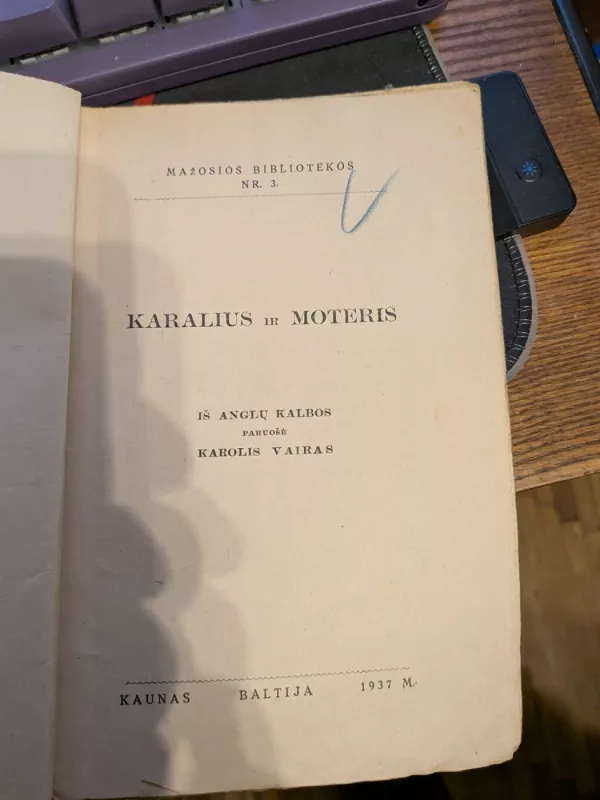 MAŽOSIOS BIBLIOTEKOS
NR. 3.
KARALIUS IR MOTERIS
IŠ ANGLŲ KALBOS
PARUOŠĖ
KAROLIS VAIRAS
KAUNAS BALTIJA 1937 M.